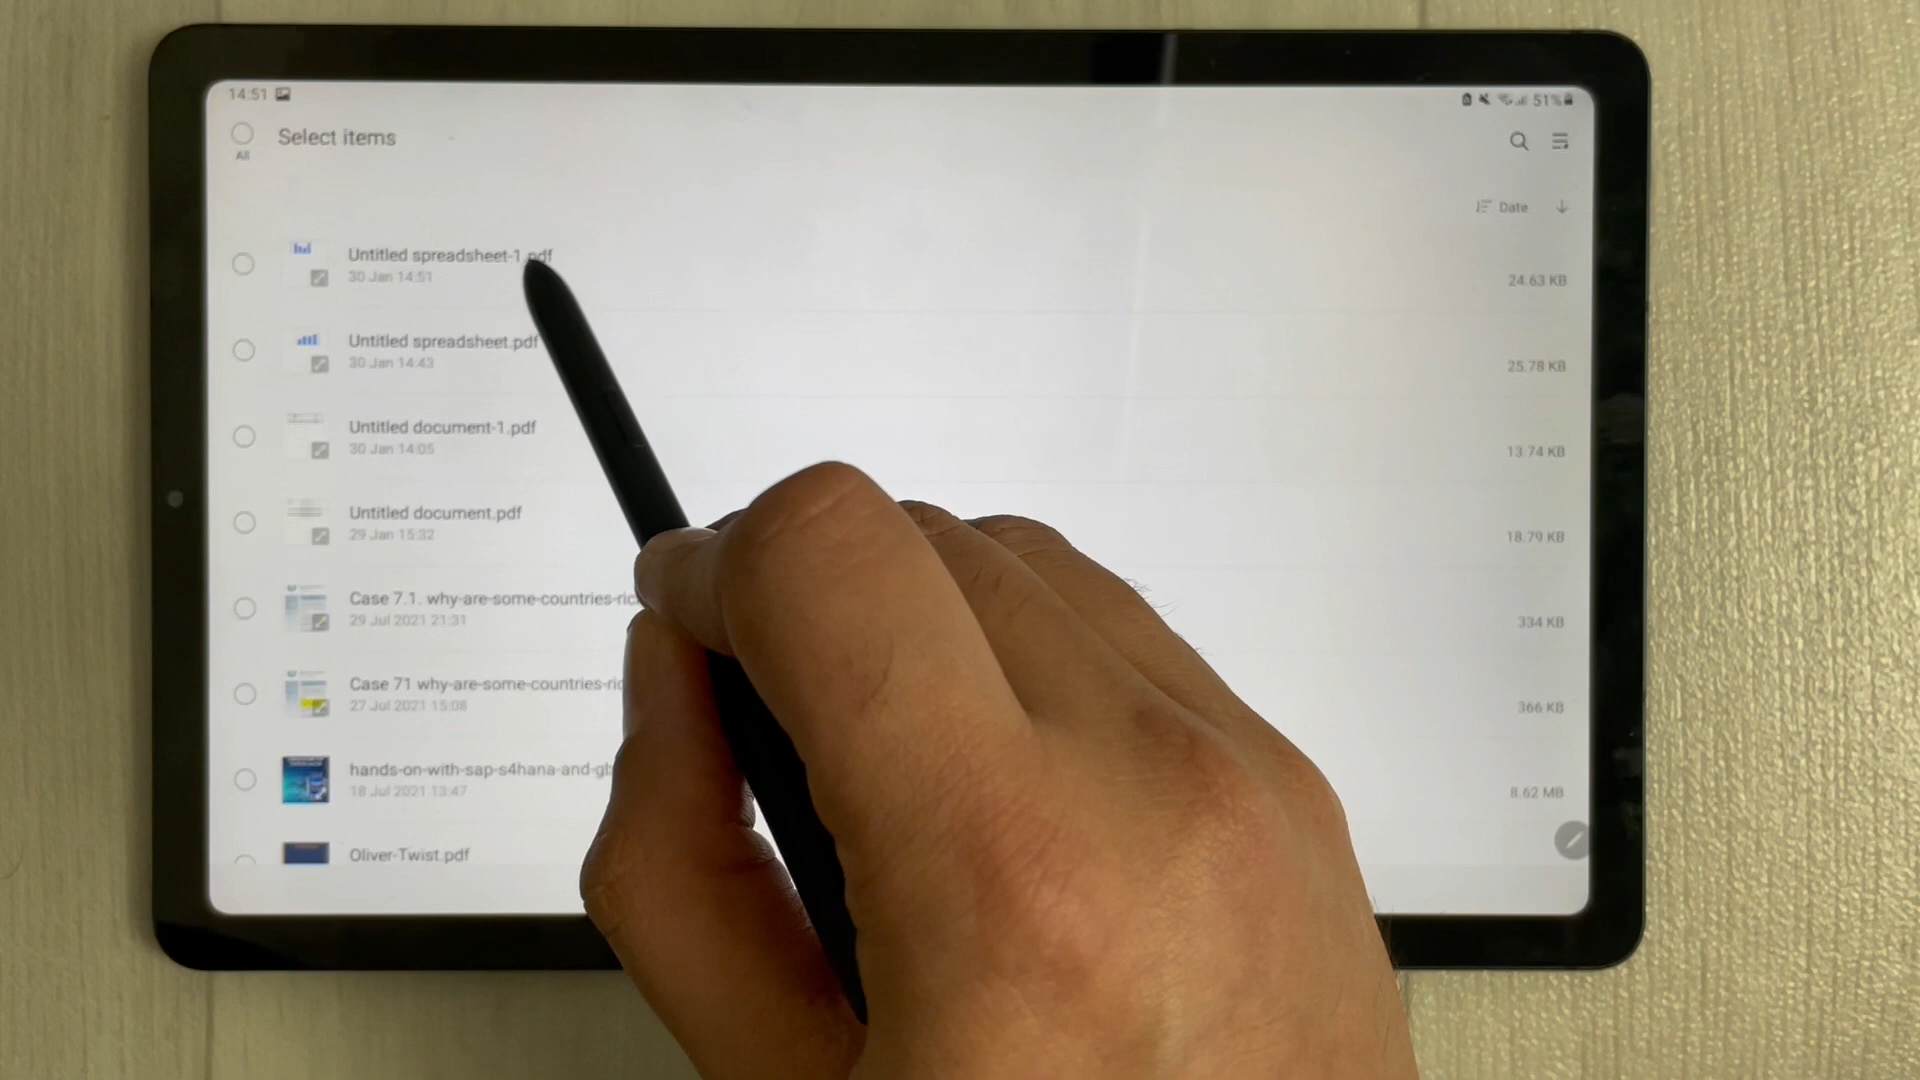 14:51
51%
All
Select items
Date
Untitled spreadsheet-1.pdf
30 Jan 14:51
24.63 KB
Untitled spreadsheet.pdf
30 Jan 14:43
25.78 KB
Untitled document-1.pdf
30 Jan 14:05
13.74 KB
Untitled document.pdf
29 Jan 15:32
18.79 KB
Case 7.1. why-are-some-countries-ric
29 Jul 2021 21:31
334 KB
Case 71 why-are-some-countries-ric
27 Jul 2021 15:08
366 KB
hands-on-with-sap-s4hana-and-gb
18 Jul 2021 13:47
8.62 MB
Oliver-Twist.pdf